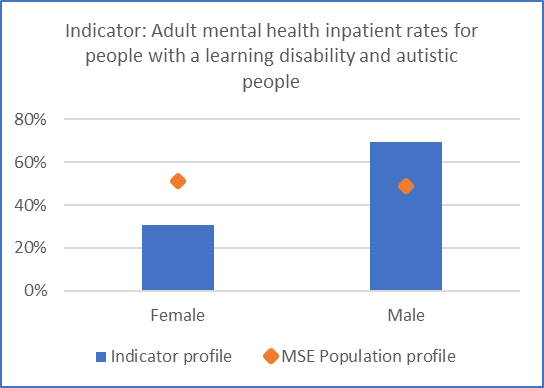 Indicator: Adult mental health inpatient rates for
people with a learning disability and autistic
people
80%
60%
40%
20%
0%
Female Male
Indicator profile MSE Population profile